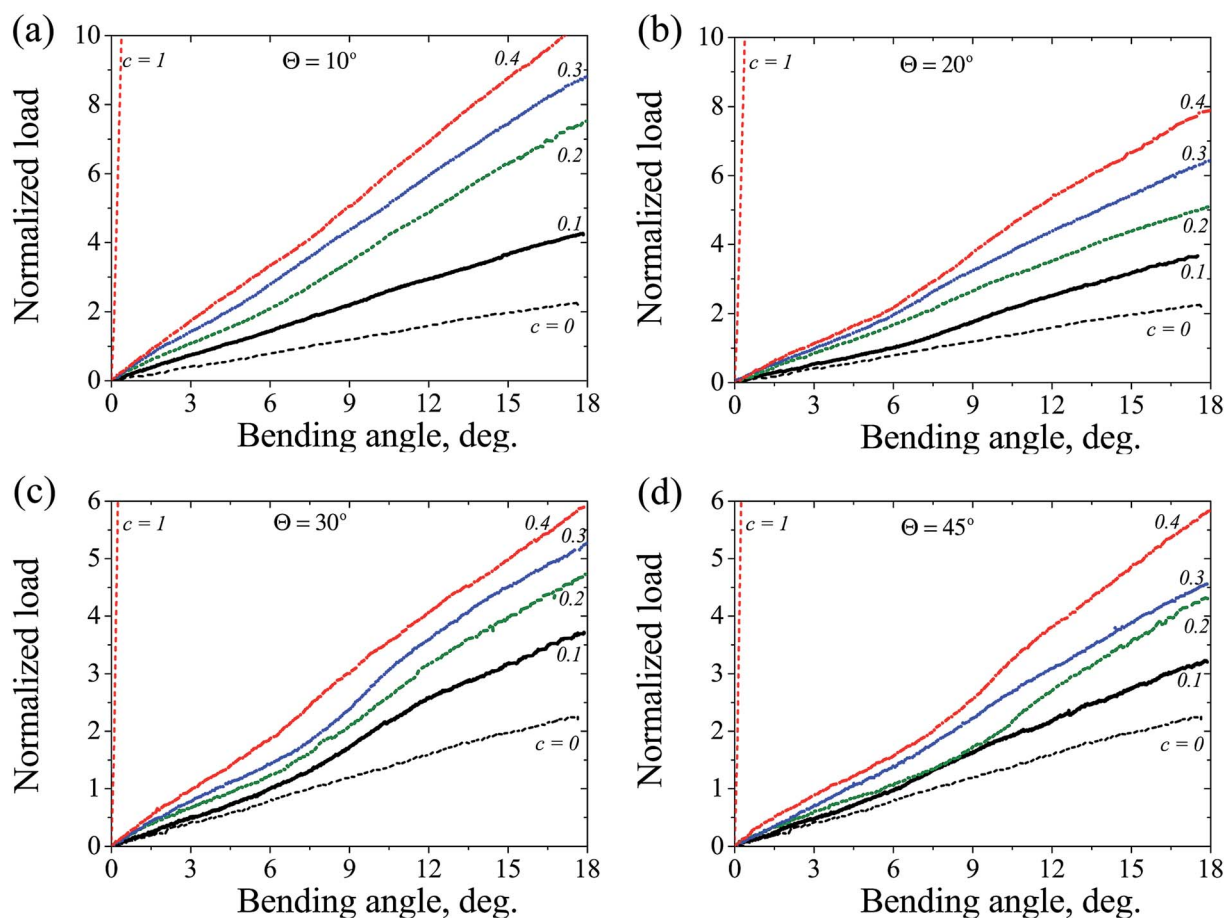 (a)
10
8
6
4
2
0
Normalized load
c = 1
Θ = 10º
0.4
0.3
0.2
0.1
c = 0
0 3 6 9 12 15 18
Bending angle, deg.
(b)
10
8
6
4
2
0
Normalized load
c = 1
Θ = 20º
0.4
0.3
0.2
0.1
c = 0
0 3 6 9 12 15 18
Bending angle, deg.
(c)
6
5
4
3
2
1
0
Normalized load
c = 1
Θ = 30º
0.4
0.3
0.2
0.1
c = 0
0 3 6 9 12 15 18
Bending angle, deg.
(d)
6
5
4
3
2
1
0
Normalized load
c = 1
Θ = 45º
0.4
0.3
0.2
0.1
c = 0
0 3 6 9 12 15 18
Bending angle, deg.